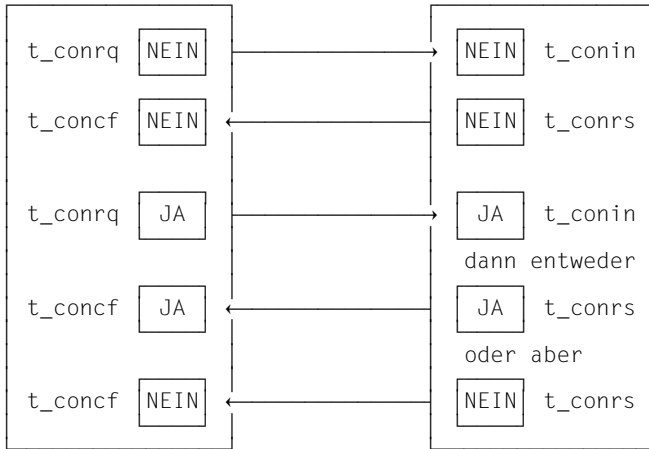 t_conrq NEIN NEIN t_conin
t_concf NEIN NEIN t_conrs
t_conrq JA JA t_conin
dann entweder
t_concf JA JA t_conrs
oder aber
t_concf NEIN NEIN t_conrs